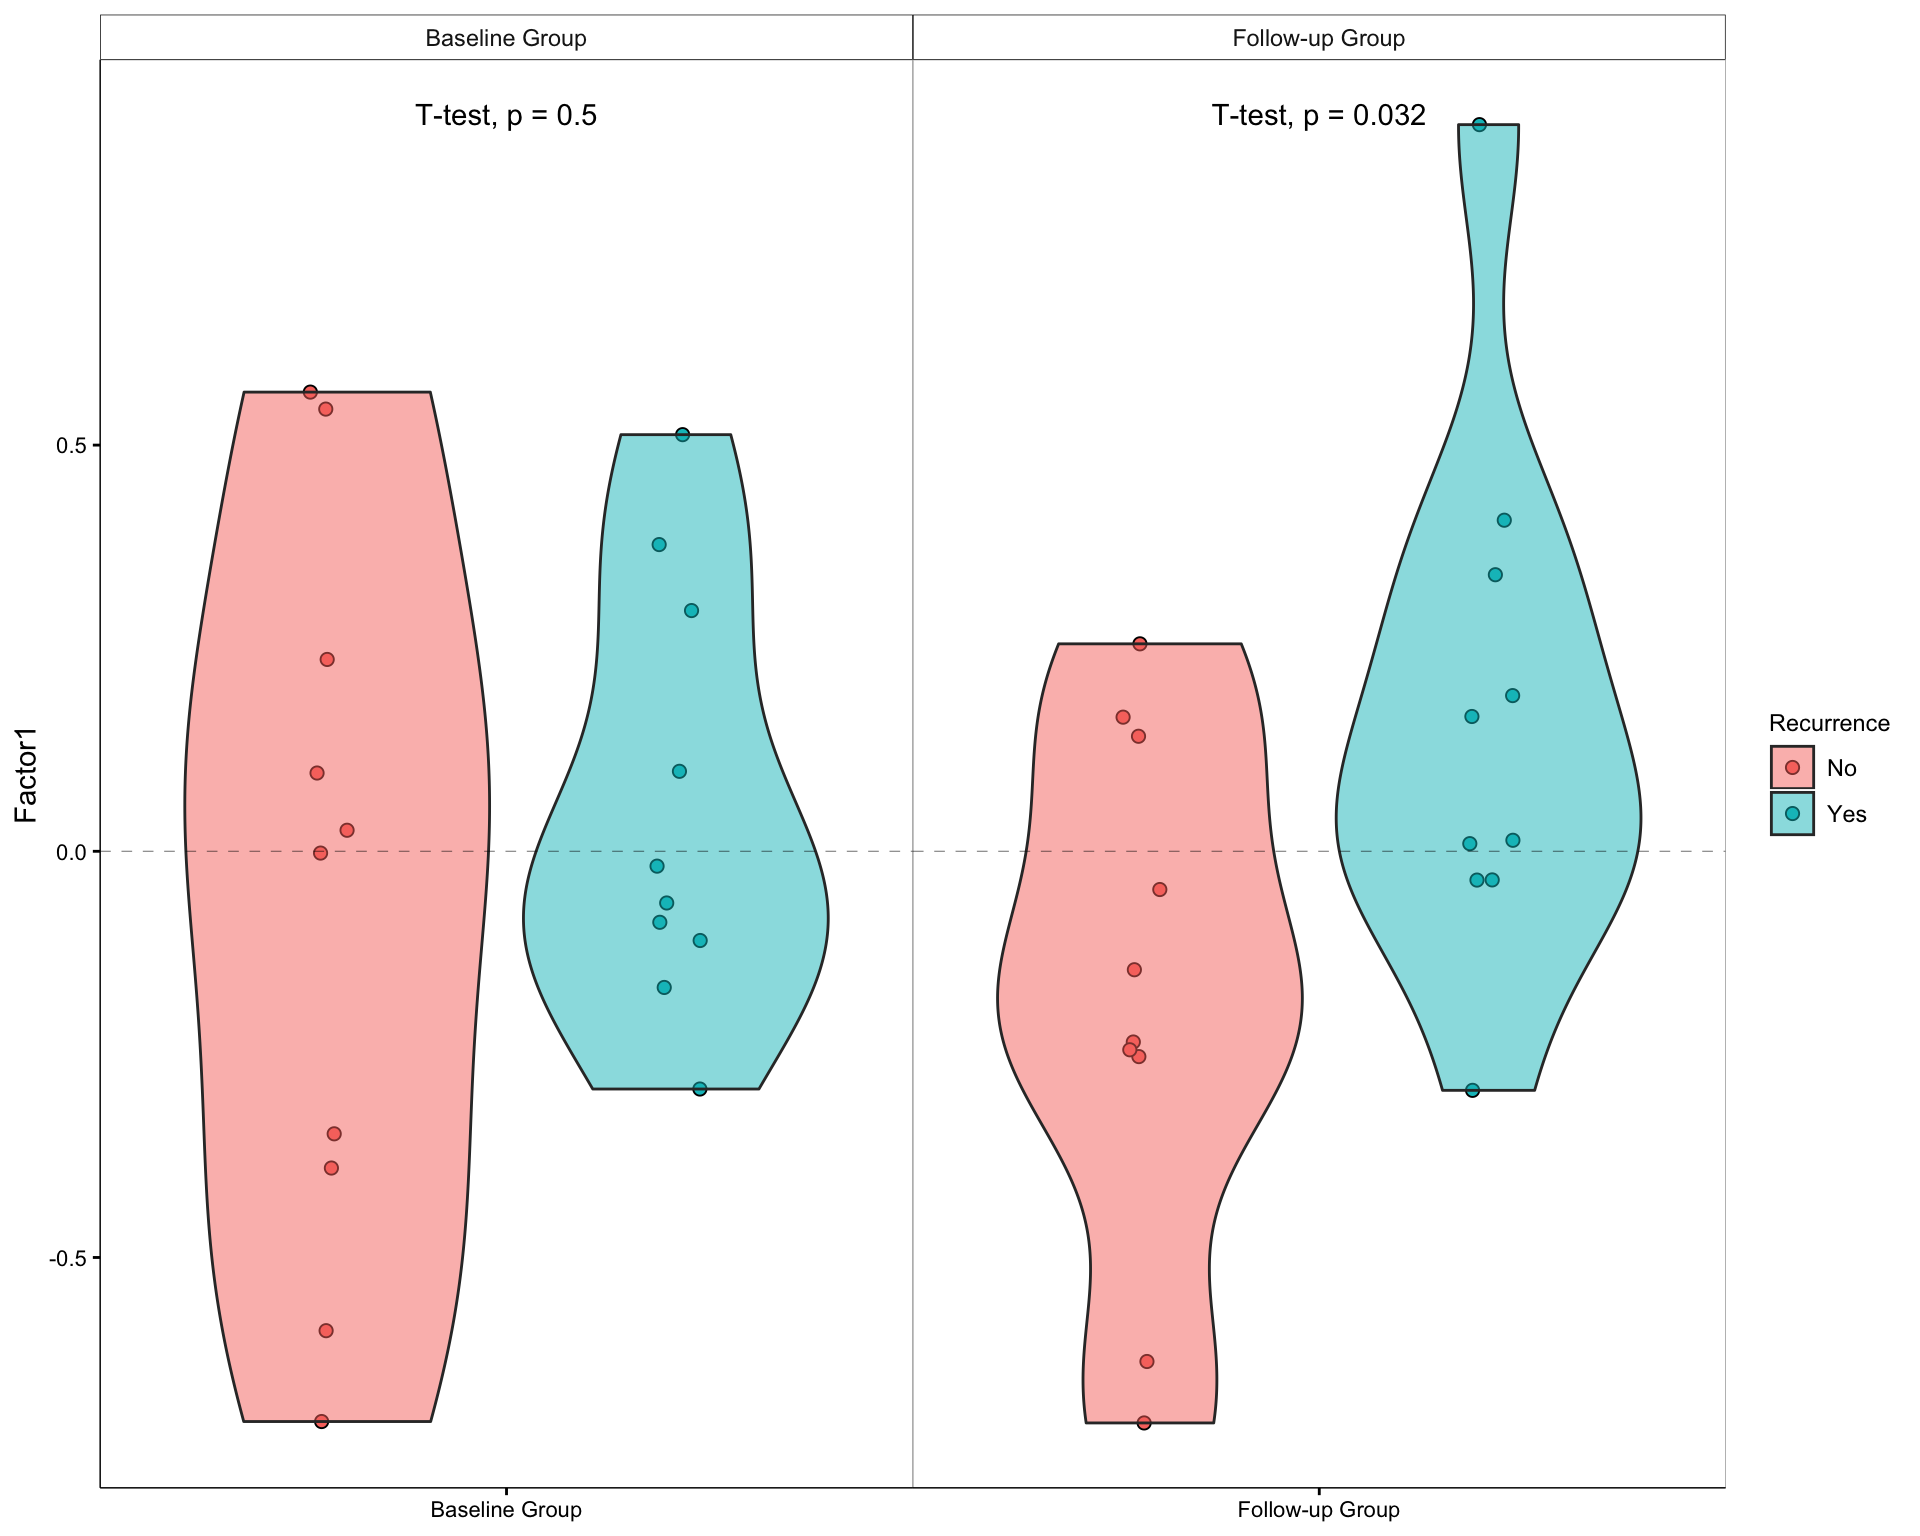 Baseline Group
Follow-up Group
T-test, p = 0.5
T-test, p = 0.032
0.5
0.0
-0.5
Factor1
Recurrence
No
Yes
Baseline Group
Follow-up Group